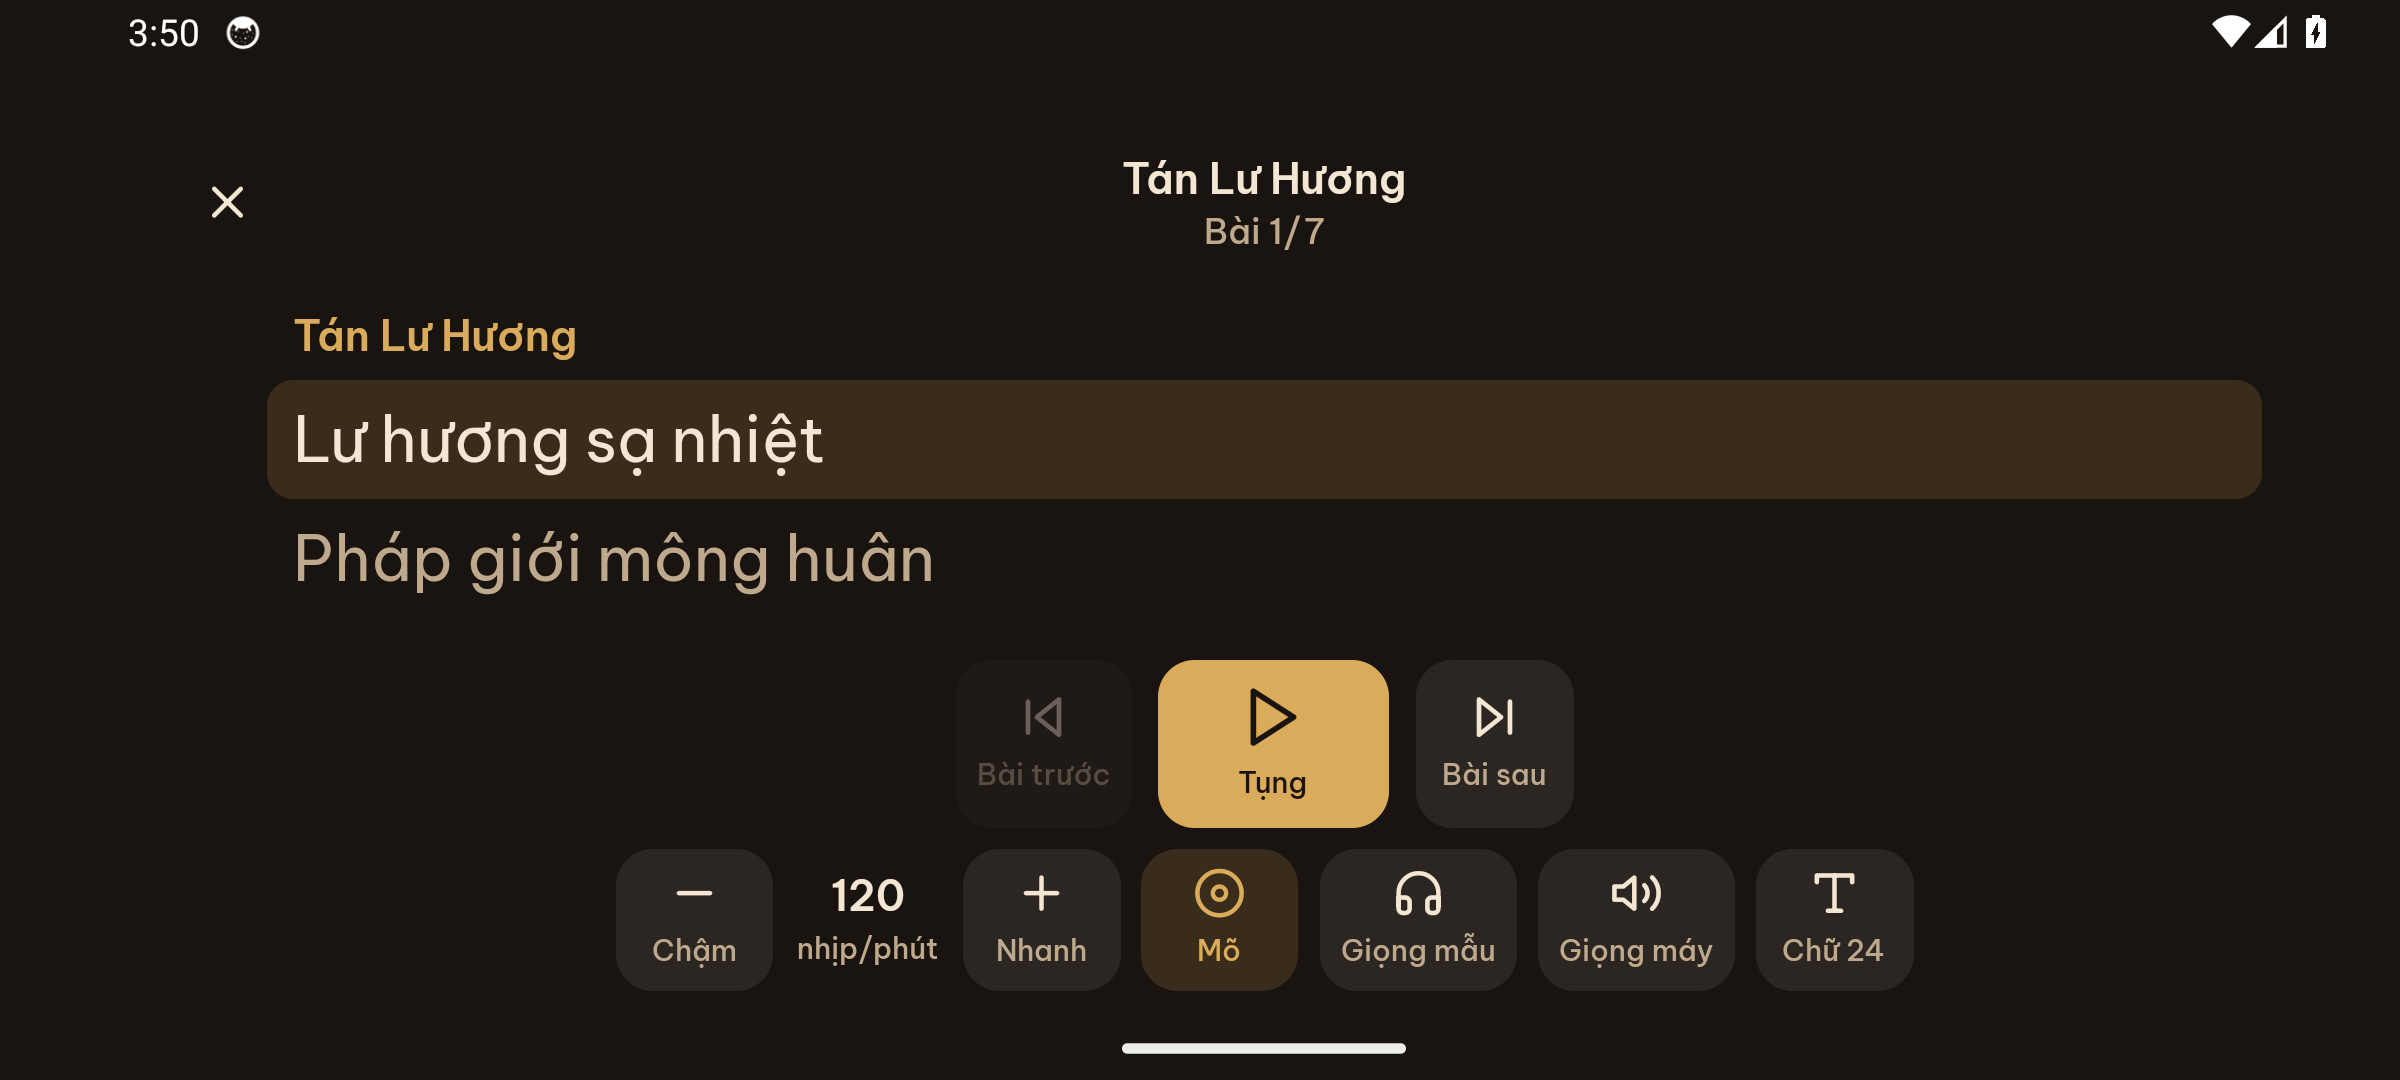 3:50
Tán Lư Hương
Bài 1/7
Tán Lư Hương
Lư hương sạ nhiệt
Pháp giới mông huân
Bài trước
Tụng
Bài sau
Chậm
120
nhịp/phút
Nhanh
Mõ
Giọng mẫu
Giọng máy
Chữ 24